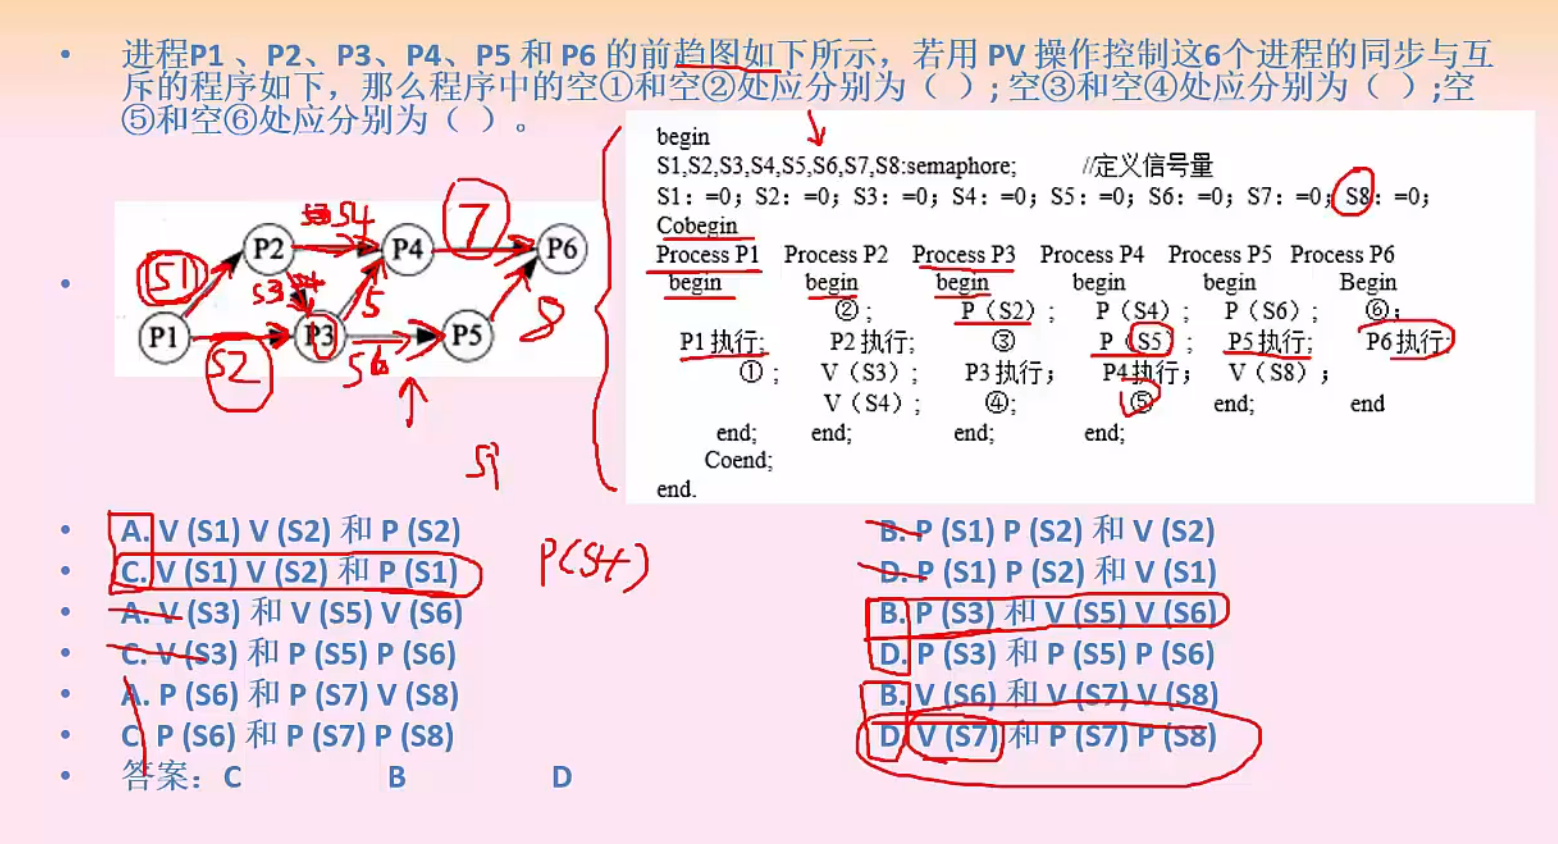 • 进程P1 、P2、P3、P4、P5 和 P6 的前趋图如下所示，若用 PV 操作控制这6个进程的同步与互
斥的程序如下，那么程序中的空①和空②处应分别为（ ）; 空③和空④处应分别为（ ）;空
⑤和空⑥处应分别为（ ）。
begin
S1,S2,S3,S4,S5,S6,S7,S8:semaphore; //定义信号量
S1：=0；S2：=0；S3：=0；S4：=0；S5：=0；S6：=0；S7：=0；S8：=0；
Cobegin
Process P1 Process P2 Process P3 Process P4 Process P5 Process P6
begin begin begin begin begin Begin
②； P（S2）； P（S4）； P（S6）； ⑥；
P1 执行; P2 执行; ③ P（S5）； P5 执行; P6 执行;
①； V（S3）； P3 执行； P4 执行； V（S8）；
V（S4）； ④; ⑤ end; end
end; end; end; end;
Coend;
end.
S4 7
P2 P4 P6
S1 S3 5 8
P1 P3 P5
S2 S6
Si
P(S4)
• A. V (S1) V (S2) 和 P (S2) B. P (S1) P (S2) 和 V (S2)
• C. V (S1) V (S2) 和 P (S1) D. P (S1) P (S2) 和 V (S1)
• A. V (S3) 和 V (S5) V (S6) B. P (S3) 和 V (S5) V (S6)
• C. V (S3) 和 P (S5) P (S6) D. P (S3) 和 P (S5) P (S6)
• A. P (S6) 和 P (S7) V (S8) B. V (S6) 和 V (S7) V (S8)
• C. P (S6) 和 P (S7) P (S8) D. V (S7) 和 P (S7) P (S8)
• 答案：C B D